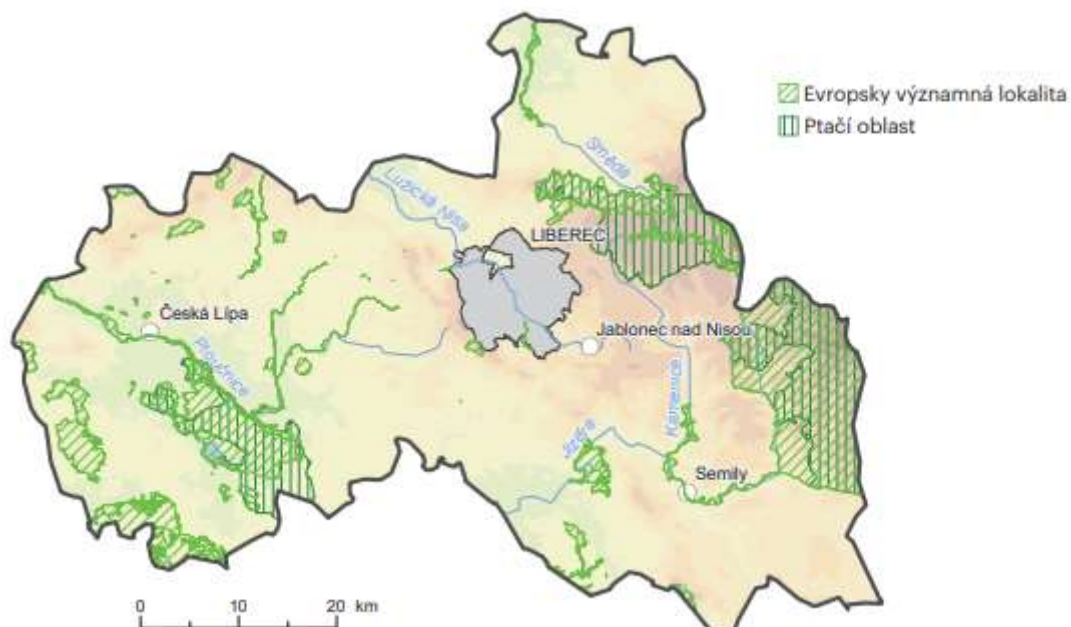 Evropsky významná lokalita
Ptačí oblast
Smědá
Lužická Nisa
LIBEREC
Česká Lípa
Jablonec nad Nisou
Ploučnice
Kamenice
Jizera
Semily
0 10 20 km